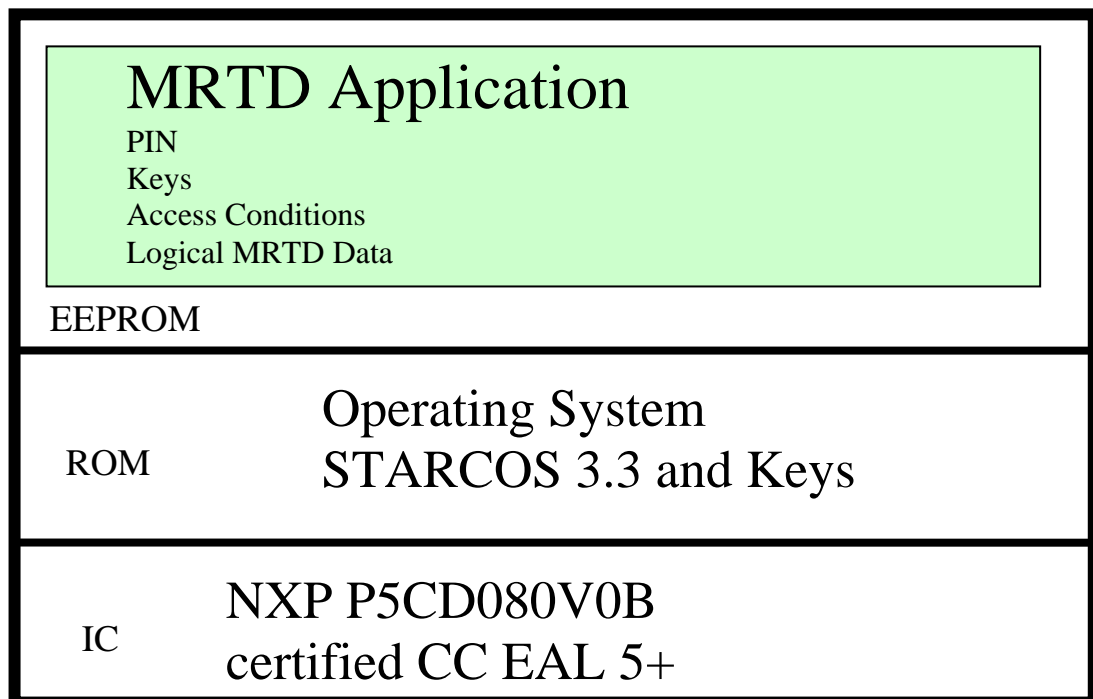 MRTD Application
PIN
Keys
Access Conditions
Logical MRTD Data
EEPROM
Operating System
ROM
STARCOS 3.3 and Keys
NXP P5CD080V0B
IC
certified CC EAL 5+